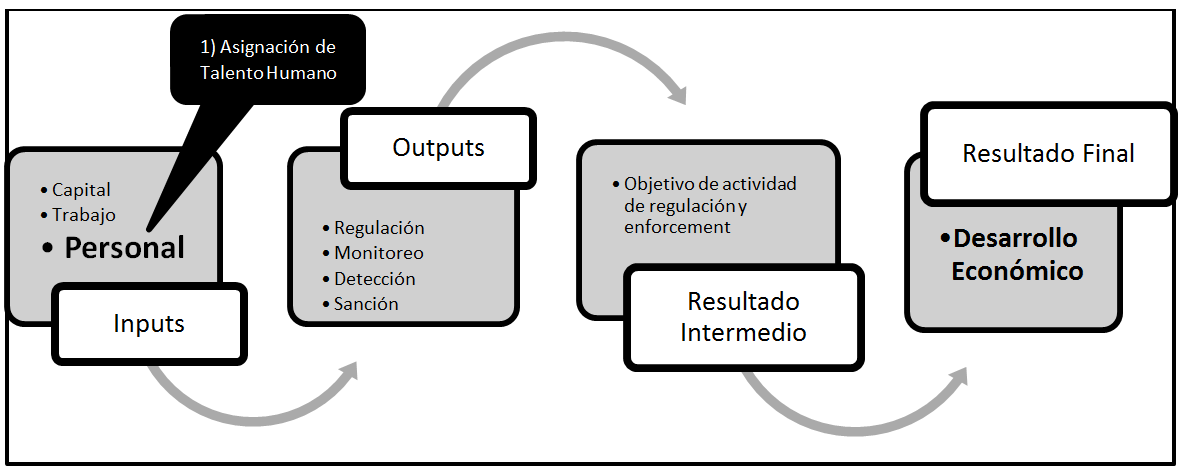 1) Asignación de
Talento Humano
• Capital
• Trabajo
• Personal
Inputs
Outputs
• Regulación
• Monitoreo
• Detección
• Sanción
• Objetivo de actividad
de regulación y
enforcement
Resultado
Intermedio
Resultado Final
• Desarrollo
Económico